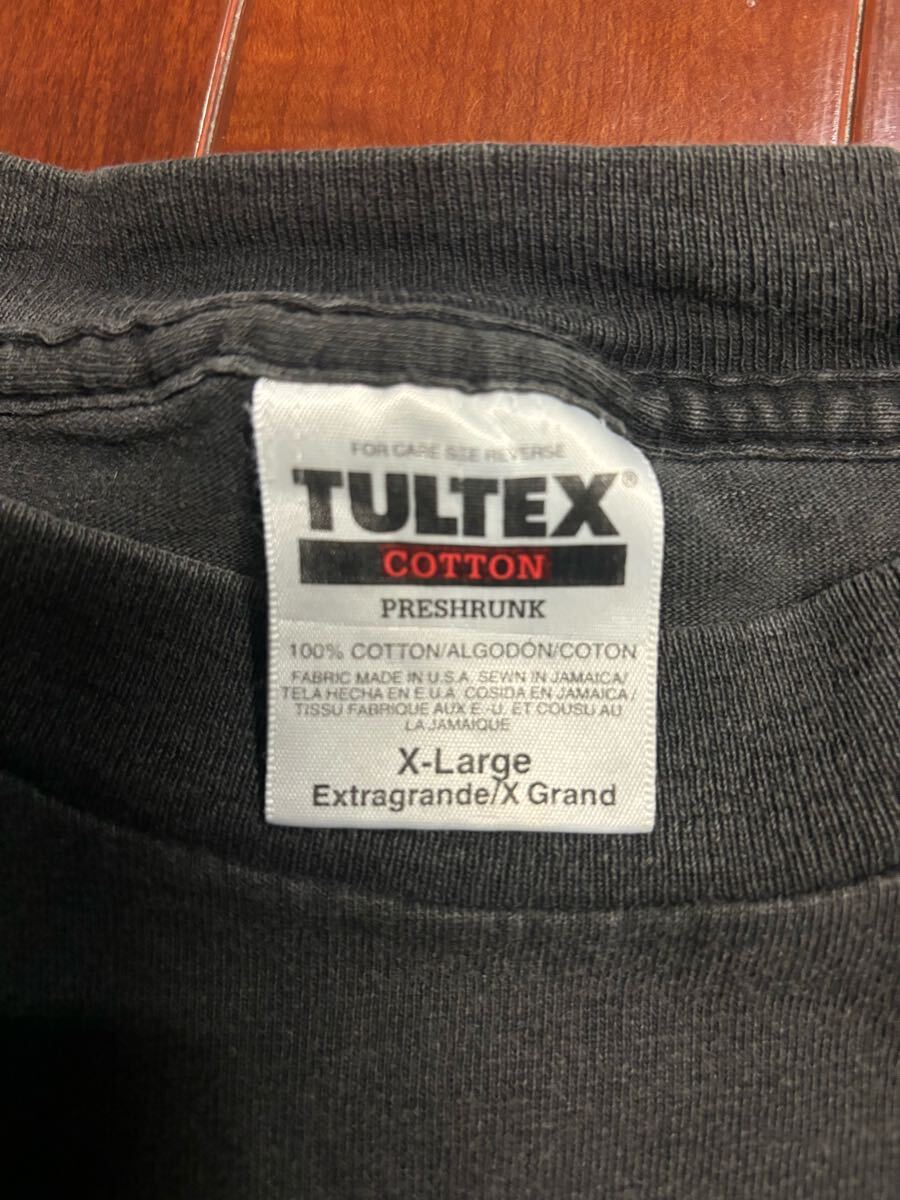 FOR CARE SEE REVERSE
TULTEX®
COTTON
PRESHRUNK
100% COTTON/ALGODÓN/COTON
FABRIC MADE IN U.S.A. SEWN IN JAMAICA/
TELA HECHA EN E.U.A. COSIDA EN JAMAICA/
TISSU FABRIQUE AUX E.-U. ET COUSU AU
LA JAMAIQUE
X-Large
Extragrande/X Grand